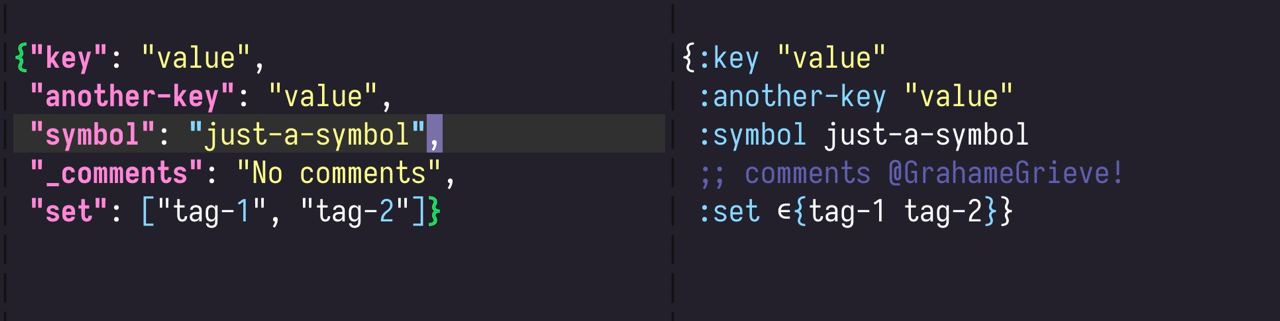 {"key": "value",
 "another-key": "value",
 "symbol": "just-a-symbol",
 "_comments": "No comments",
 "set": ["tag-1", "tag-2"]}
{:key "value"
 :another-key "value"
 :symbol just-a-symbol
 ;; comments @GrahameGrieve!
 :set ∈{tag-1 tag-2}}